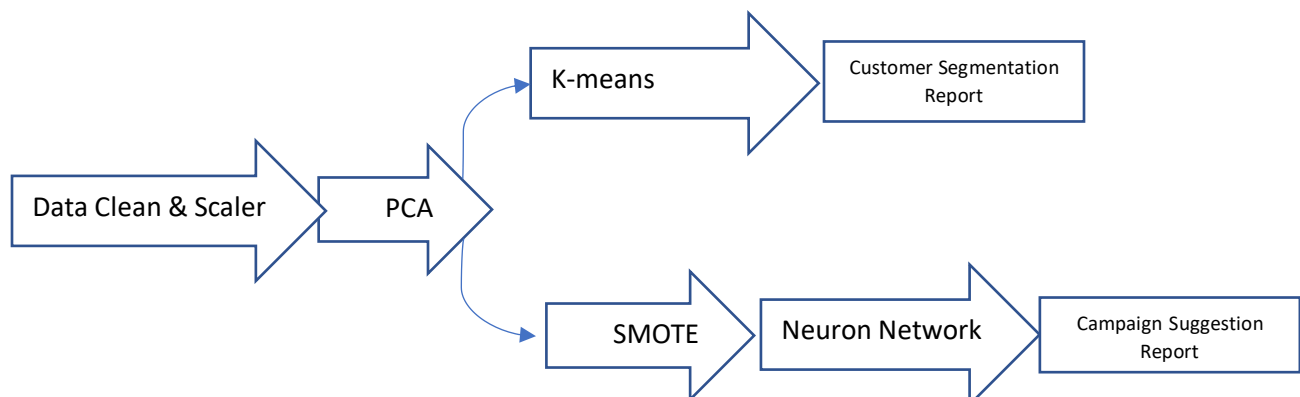 K-means
Customer Segmentation
Report
Data Clean & Scaler
PCA
SMOTE
Neuron Network
Campaign Suggestion
Report